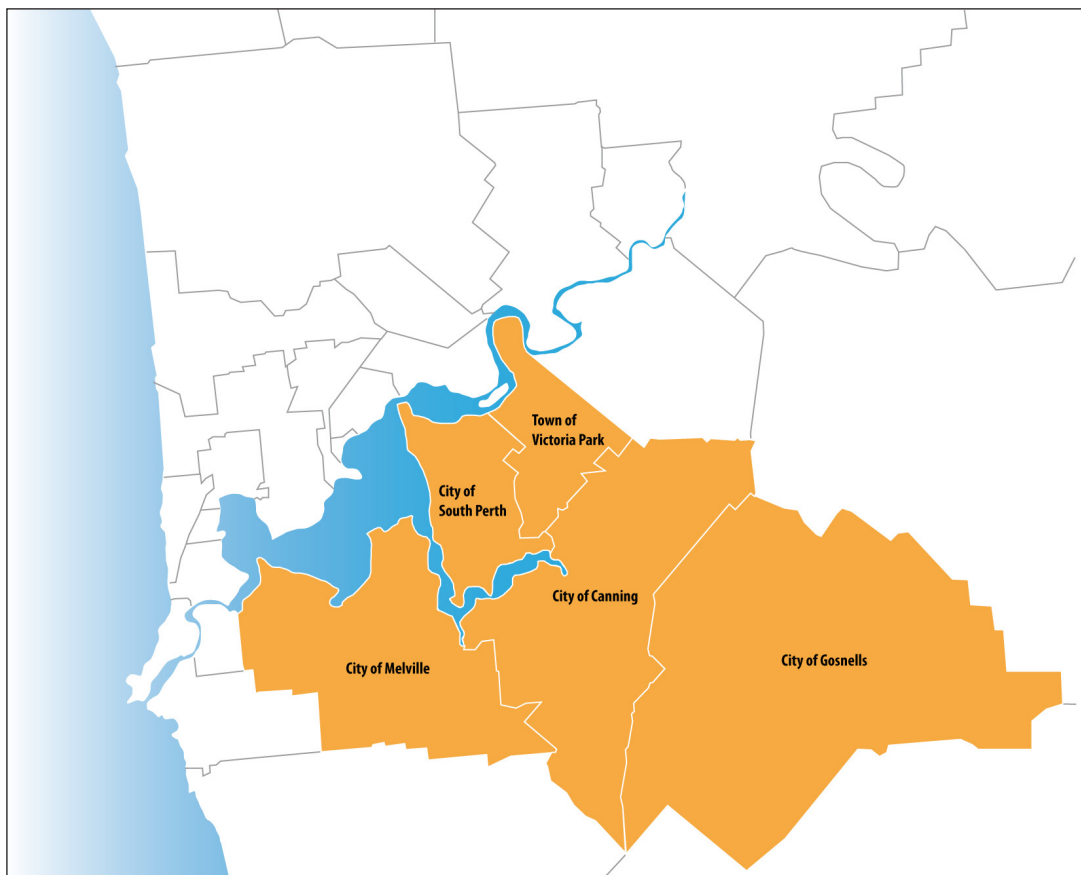 Town of
Victoria Park
City of
South Perth
City of Canning
City of Melville
City of Gosnells